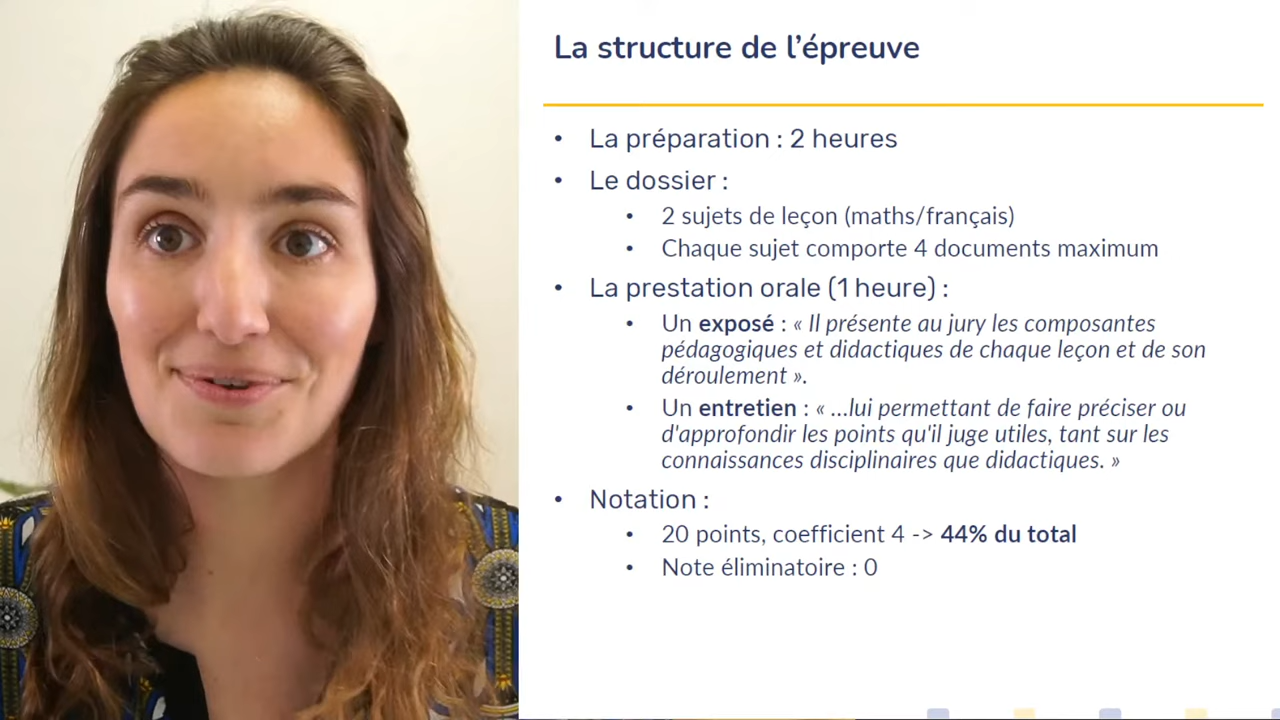 La structure de l’épreuve
• La préparation : 2 heures
• Le dossier :
• 2 sujets de leçon (maths/français)
• Chaque sujet comporte 4 documents maximum
• La prestation orale (1 heure) :
• Un exposé : « Il présente au jury les composantes
pédagogiques et didactiques de chaque leçon et de son
déroulement ».
• Un entretien : « …lui permettant de faire préciser ou
d'approfondir les points qu'il juge utiles, tant sur les
connaissances disciplinaires que didactiques. »
• Notation :
• 20 points, coefficient 4 -> 44% du total
• Note éliminatoire : 0